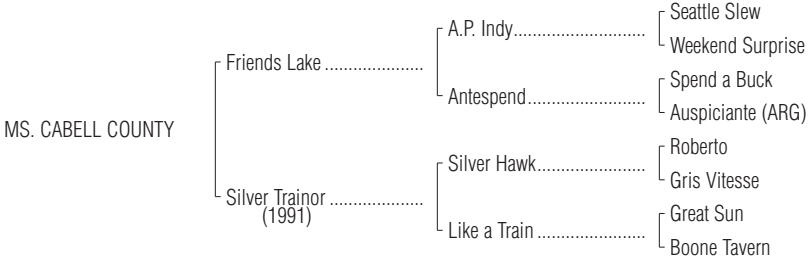 Seattle Slew
A.P. Indy..............................
Weekend Surprise
Friends Lake ......................
Spend a Buck
Antespend...........................
Auspiciante (ARG)
MS. CABELL COUNTY
Roberto
Silver Hawk.........................
Gris Vitesse
Silver Trainor .....................
(1991)
Great Sun
Like a Train ........................
Boone Tavern